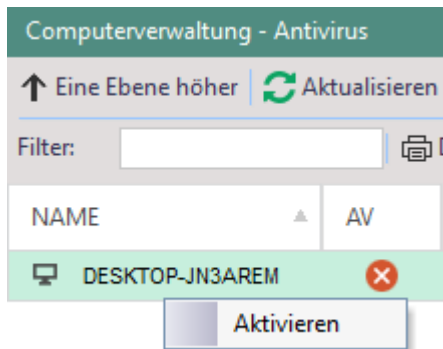 Computerverwaltung - Antivirus
Eine Ebene höher Aktualisieren
Filter:
NAME AV
DESKTOP-JN3AREM
Aktivieren